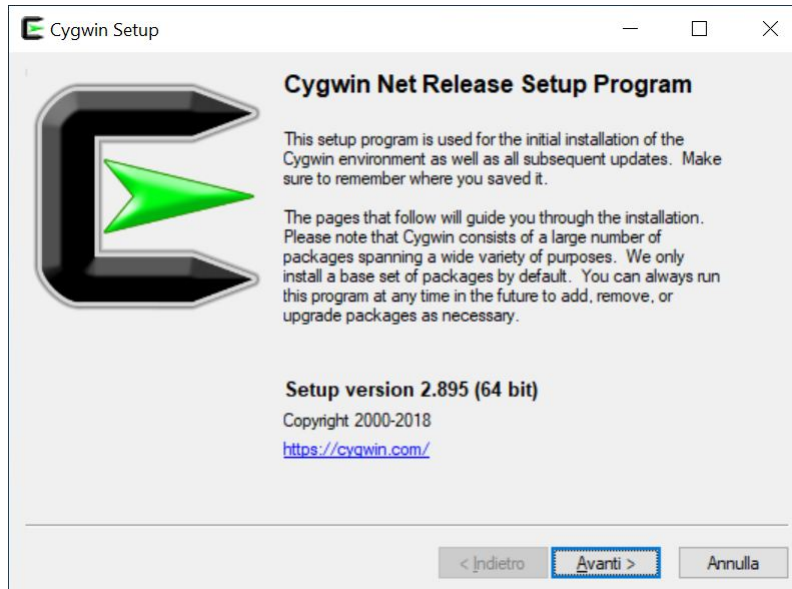 Cygwin Setup
Cygwin Net Release Setup Program
This setup program is used for the initial installation of the
Cygwin environment as well as all subsequent updates. Make
sure to remember where you saved it.
The pages that follow will guide you through the installation.
Please note that Cygwin consists of a large number of
packages spanning a wide variety of purposes. We only
install a base set of packages by default. You can always run
this program at any time in the future to add, remove, or
upgrade packages as necessary.
Setup version 2.895 (64 bit)
Copyright 2000-2018
https://cygwin.com/
< Indietro Avanti > Annulla